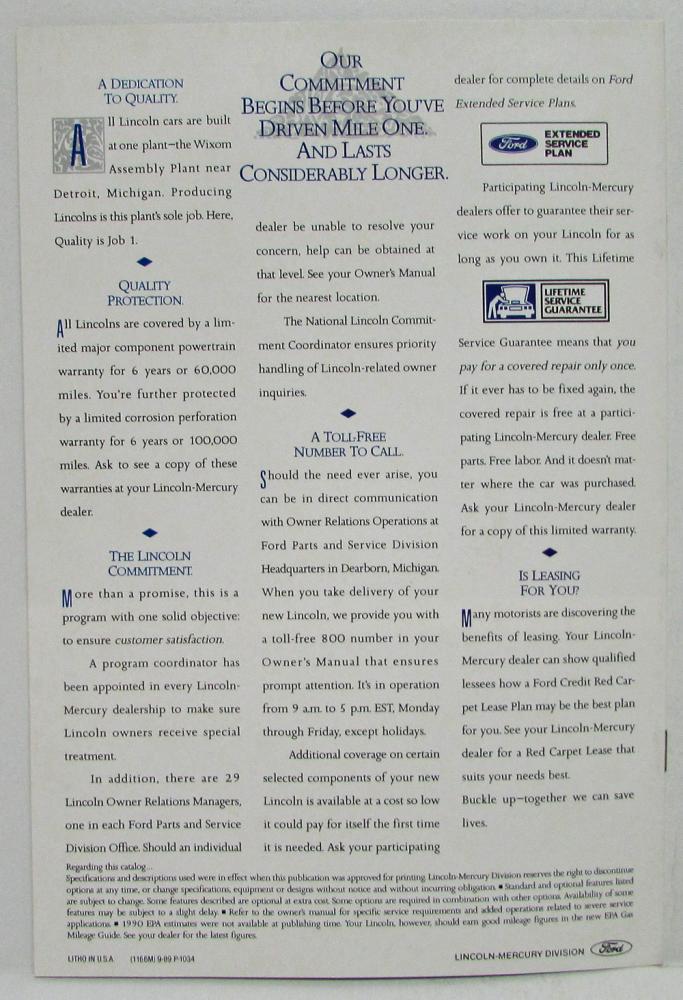 OUR
COMMITMENT
BEGINS BEFORE YOU'VE
DRIVEN MILE ONE.
AND LASTS
CONSIDERABLY LONGER.
A DEDICATION
TO QUALITY.
All Lincoln cars are built
at one plant—the Wixom
Assembly Plant near
Detroit, Michigan. Producing
Lincolns is this plant's sole job. Here,
Quality is Job 1.
QUALITY
PROTECTION.
All Lincolns are covered by a lim-
ited major component powertrain
warranty for 6 years or 60,000
miles. You're further protected
by a limited corrosion perforation
warranty for 6 years or 100,000
miles. Ask to see a copy of these
warranties at your Lincoln-Mercury
dealer.
THE LINCOLN
COMMITMENT.
More than a promise, this is a
program with one solid objective:
to ensure customer satisfaction.
A program coordinator has
been appointed in every Lincoln-
Mercury dealership to make sure
Lincoln owners receive special
treatment.
In addition, there are 29
Lincoln Owner Relations Managers,
one in each Ford Parts and Service
Division Office. Should an individual
dealer be unable to resolve your
concern, help can be obtained at
that level. See your Owner's Manual
for the nearest location.
The National Lincoln Commit-
ment Coordinator ensures priority
handling of Lincoln-related owner
inquiries.
A TOLL-FREE
NUMBER TO CALL.
Should the need ever arise, you
can be in direct communication
with Owner Relations Operations at
Ford Parts and Service Division
Headquarters in Dearborn, Michigan.
When you take delivery of your
new Lincoln, we provide you with
a toll-free 800 number in your
Owner's Manual that ensures
prompt attention. It's in operation
from 9 a.m. to 5 p.m. EST, Monday
through Friday, except holidays.
Additional coverage on certain
selected components of your new
Lincoln is available at a cost so low
it could pay for itself the first time
it is needed. Ask your participating
dealer for complete details on Ford
Extended Service Plans.
Ford EXTENDED
SERVICE
PLAN
Participating Lincoln-Mercury
dealers offer to guarantee their ser-
vice work on your Lincoln for as
long as you own it. This Lifetime
LIFETIME
SERVICE
GUARANTEE
Service Guarantee means that you
pay for a covered repair only once.
If it ever has to be fixed again, the
covered repair is free at a partici-
pating Lincoln-Mercury dealer. Free
parts. Free labor. And it doesn't mat-
ter where the car was purchased.
Ask your Lincoln-Mercury dealer
for a copy of this limited warranty.
IS LEASING
FOR YOU?
Many motorists are discovering the
benefits of leasing. Your Lincoln-
Mercury dealer can show qualified
lessees how a Ford Credit Red Car-
pet Lease Plan may be the best plan
for you. See your Lincoln-Mercury
dealer for a Red Carpet Lease that
suits your needs best.
Buckle up—together we can save
lives.
Regarding this catalog...
Specifications and descriptions used were in effect when this publication was approved for printing. Lincoln-Mercury Division reserves the right to discontinue
options at any time, or change specifications, equipment or designs without notice and without incurring obligation. ■ Standard and optional features listed
are subject to change. Some features described are optional at extra cost. Some options are required in combination with other options. Availability of some
features may be subject to a slight delay. ■ Refer to the owner's manual for specific service requirements and added operations related to severe service
applications. ■ 1990 EPA estimates were not available at publishing time. Your Lincoln, however, should earn good mileage figures in the new EPA Gas
Mileage Guide. See your dealer for the latest figures.
LITHO IN U.S.A. (1166M) 9-89 P-1034
LINCOLN-MERCURY DIVISION Ford